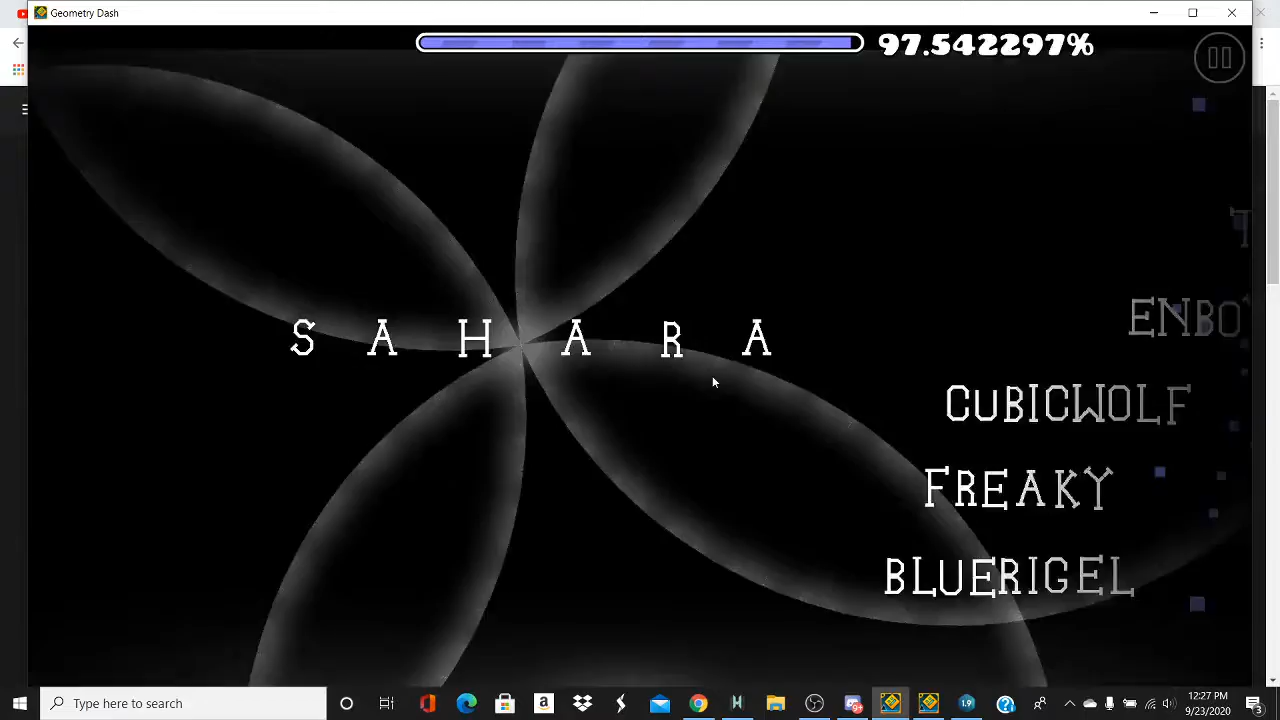 Geometry Dash
97.542297%
S A H A R A
ENBO
CUBICWOLF
FREAKY
BLUERIGEL
Type here to search
12:27 PM
9/23/2020